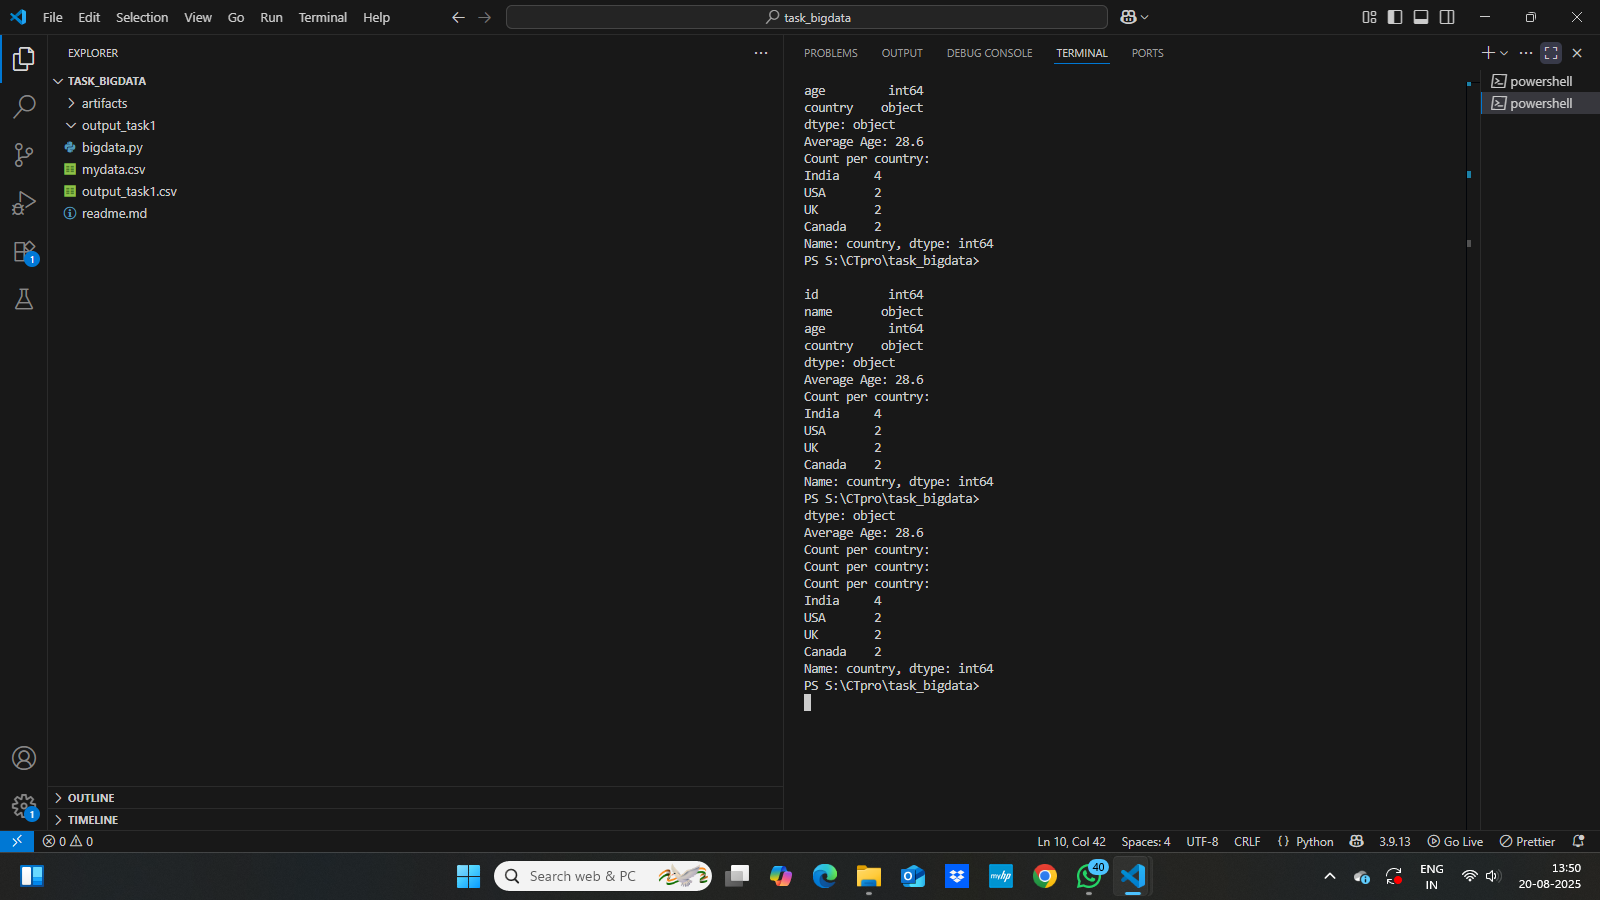 File Edit Selection View Go Run Terminal Help
task_bigdata
EXPLORER
TASK_BIGDATA
artifacts
output_task1
bigdata.py
mydata.csv
output_task1.csv
readme.md
OUTLINE
TIMELINE
PROBLEMS OUTPUT DEBUG CONSOLE TERMINAL PORTS
age int64
country object
dtype: object
Average Age: 28.6
Count per country:
India 4
USA 2
UK 2
Canada 2
Name: country, dtype: int64
PS S:\CTpro\task_bigdata>
id int64
name object
age int64
country object
dtype: object
Average Age: 28.6
Count per country:
India 4
USA 2
UK 2
Canada 2
Name: country, dtype: int64
PS S:\CTpro\task_bigdata>
dtype: object
Average Age: 28.6
Count per country:
Count per country:
Count per country:
India 4
USA 2
UK 2
Canada 2
Name: country, dtype: int64
PS S:\CTpro\task_bigdata>
powershell
powershell
1
1
0 0
Ln 10, Col 42 Spaces: 4 UTF-8 CRLF {} Python 3.9.13 Go Live Prettier
Search web & PC
myhp
40
ENG
IN
13:50
20-08-2025